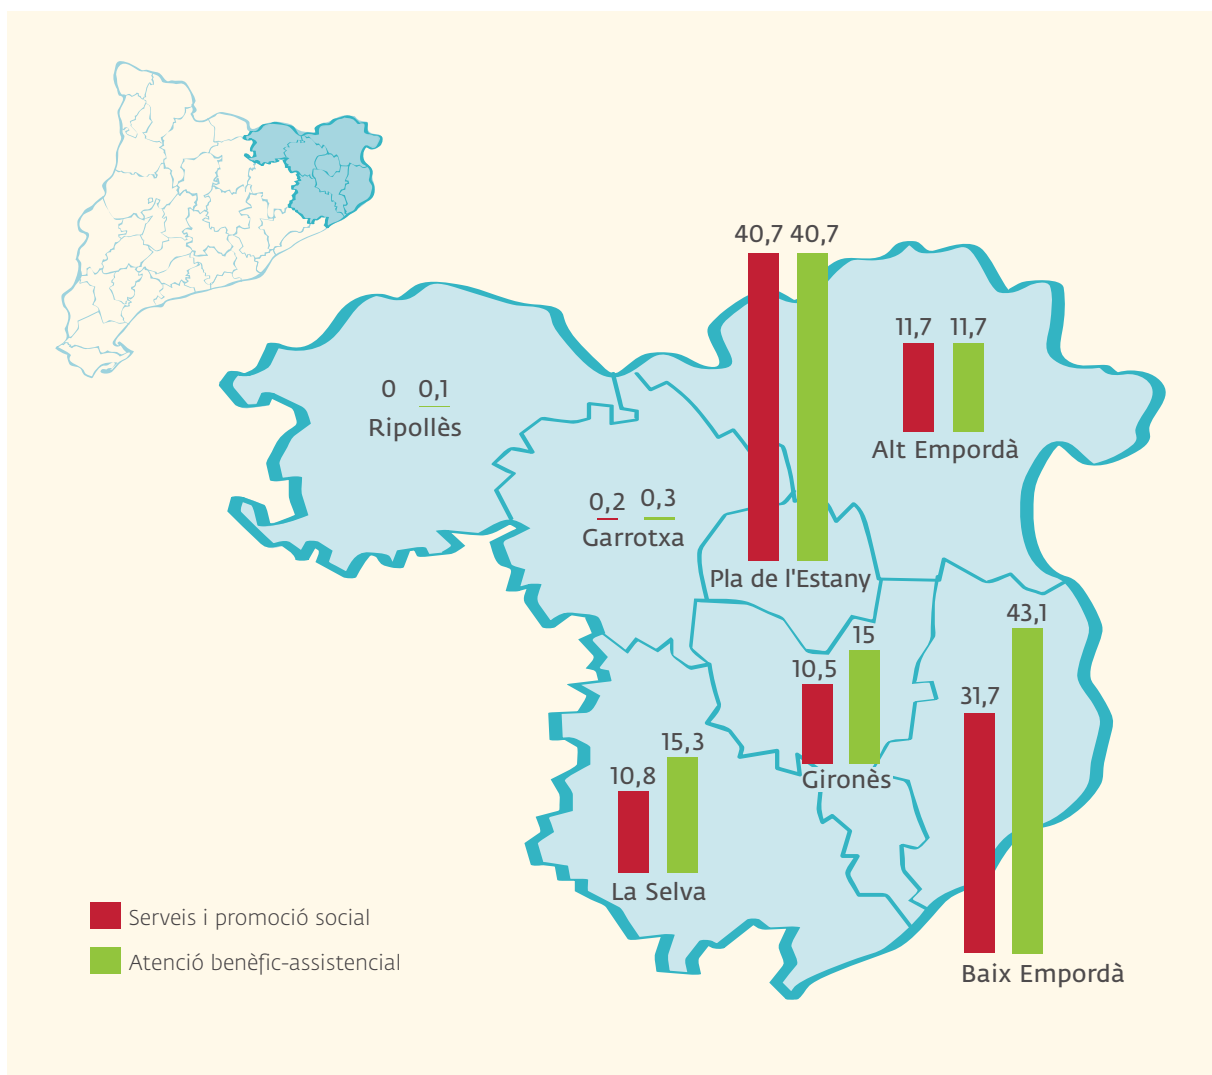 40,7 40,7
11,7 11,7
Alt Empordà
0 0,1
Ripollès
0,2 0,3
Garrotxa
Pla de l'Estany
43,1
15
10,5
31,7
15,3
10,8
Gironès
La Selva
Serveis i promoció social
Atenció benèfic-assistencial
Baix Empordà